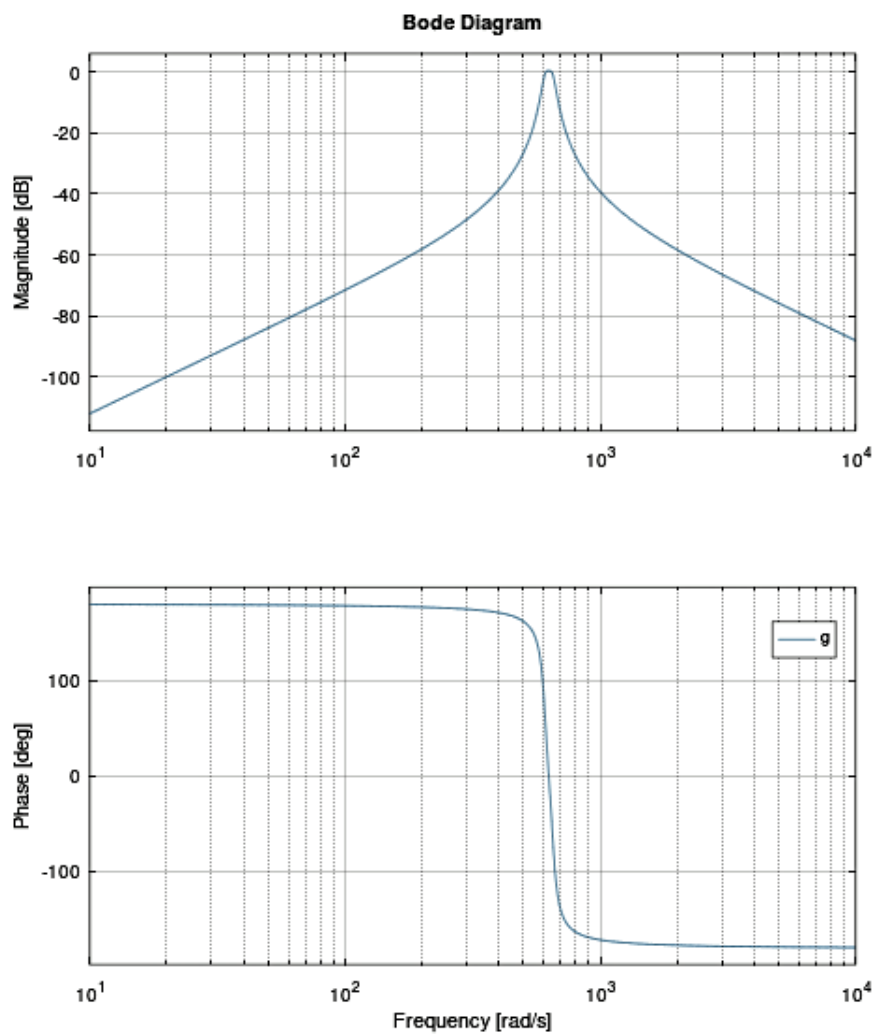 Bode Diagram
0
-20
-40
-60
-80
-100
Magnitude [dB]
10^1 10^2 10^3 10^4
g
100
0
-100
Phase [deg]
10^1 10^2 10^3 10^4
Frequency [rad/s]